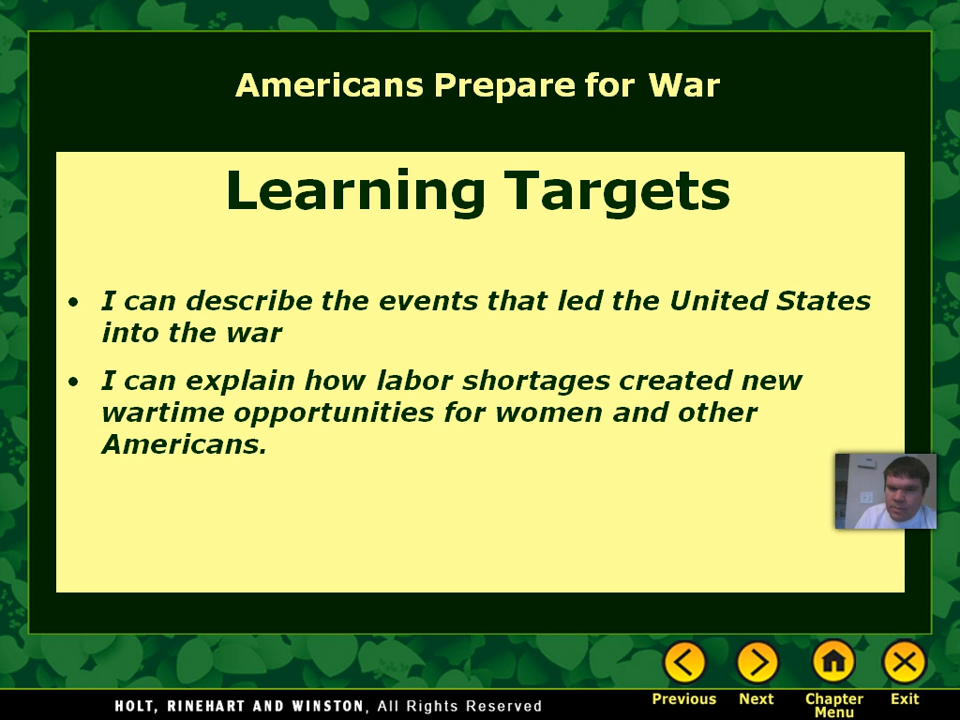 Americans Prepare for War
Learning Targets
• I can describe the events that led the United States
into the war
• I can explain how labor shortages created new
wartime opportunities for women and other
Americans.
Previous Next Chapter Menu Exit
HOLT, RINEHART AND WINSTON, All Rights Reserved